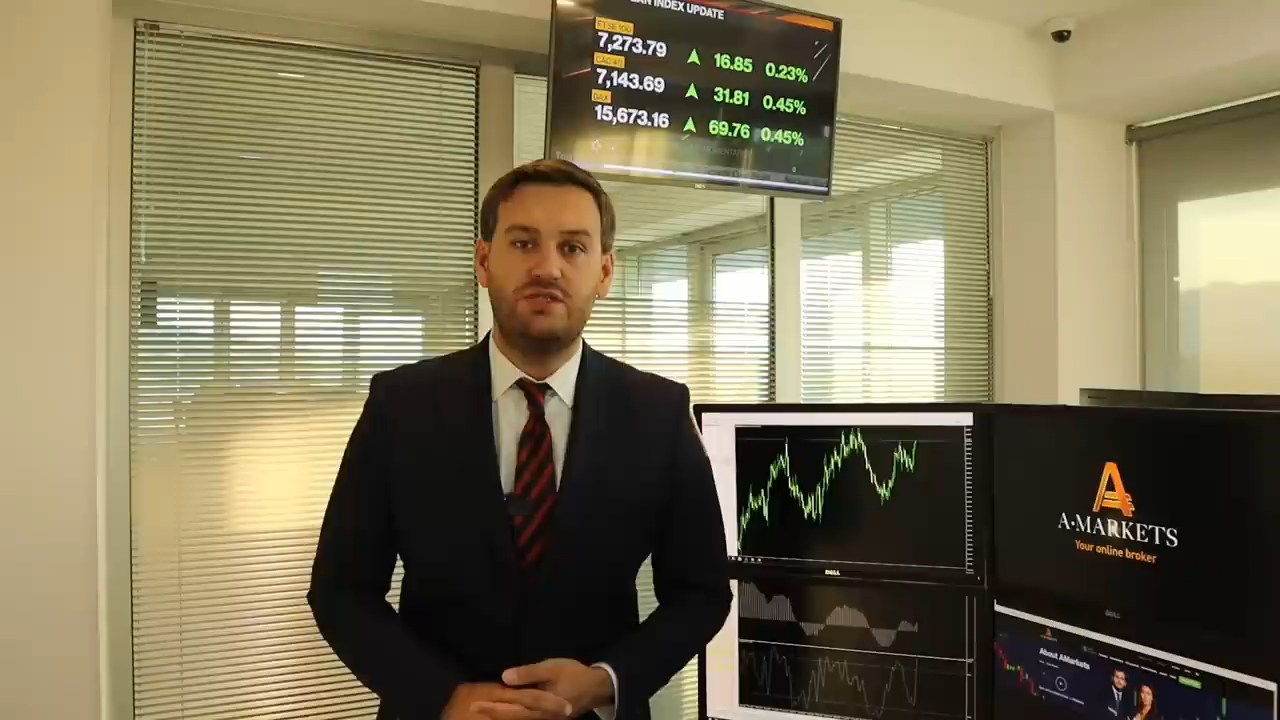 INDEX UPDATE
FTSE 100
7,273.79 16.85 0.23%
CAC 40
7,143.69 31.81 0.45%
DAX
15,673.16 69.76 0.45%
DELL
A
A-MARKETS
Your online broker
About AMarkets